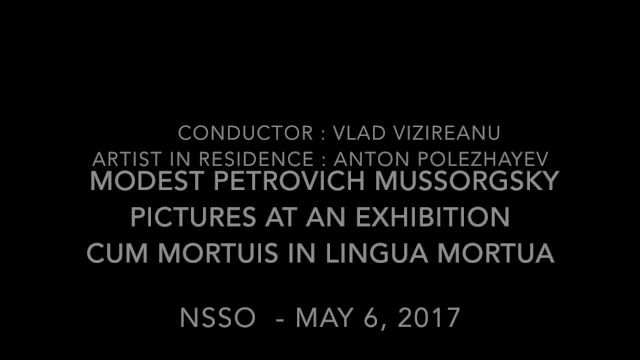 CONDUCTOR : VLAD VIZIREANU
ARTIST IN RESIDENCE : ANTON POLEZHAYEV
MODEST PETROVICH MUSSORGSKY
PICTURES AT AN EXHIBITION
CUM MORTUIS IN LINGUA MORTUA
NSSO - MAY 6, 2017